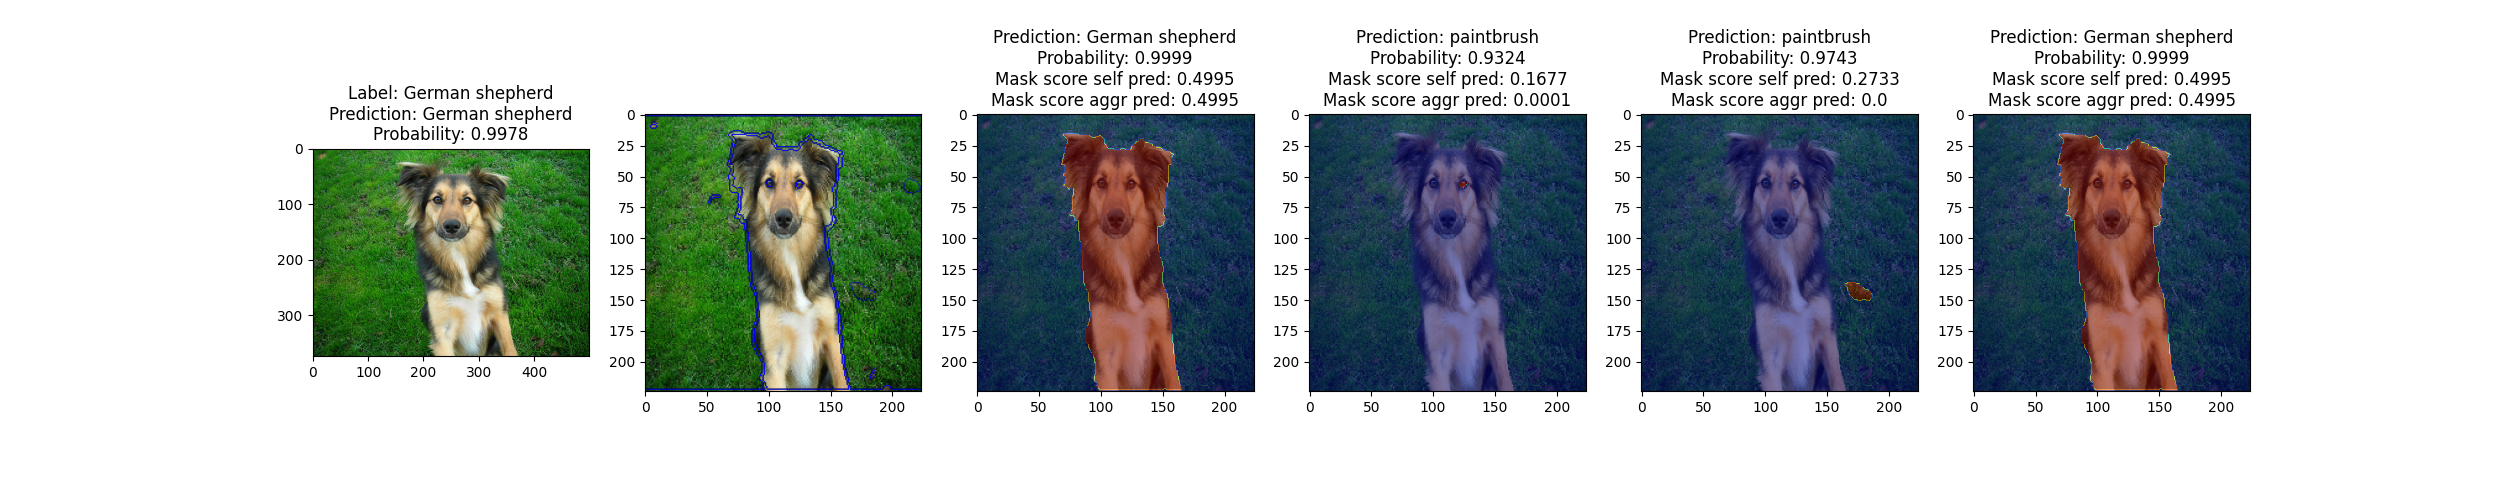 Label: German shepherd
Prediction: German shepherd
Probability: 0.9978
0
100
200
300
0 100 200 300 400
0
25
50
75
100
125
150
175
200
0 50 100 150 200
Prediction: German shepherd
Probability: 0.9999
Mask score self pred: 0.4995
Mask score aggr pred: 0.4995
0
25
50
75
100
125
150
175
200
0 50 100 150 200
Prediction: paintbrush
Probability: 0.9324
Mask score self pred: 0.1677
Mask score aggr pred: 0.0001
0
25
50
75
100
125
150
175
200
0 50 100 150 200
Prediction: paintbrush
Probability: 0.9743
Mask score self pred: 0.2733
Mask score aggr pred: 0.0
0
25
50
75
100
125
150
175
200
0 50 100 150 200
Prediction: German shepherd
Probability: 0.9999
Mask score self pred: 0.4995
Mask score aggr pred: 0.4995
0
25
50
75
100
125
150
175
200
0 50 100 150 200